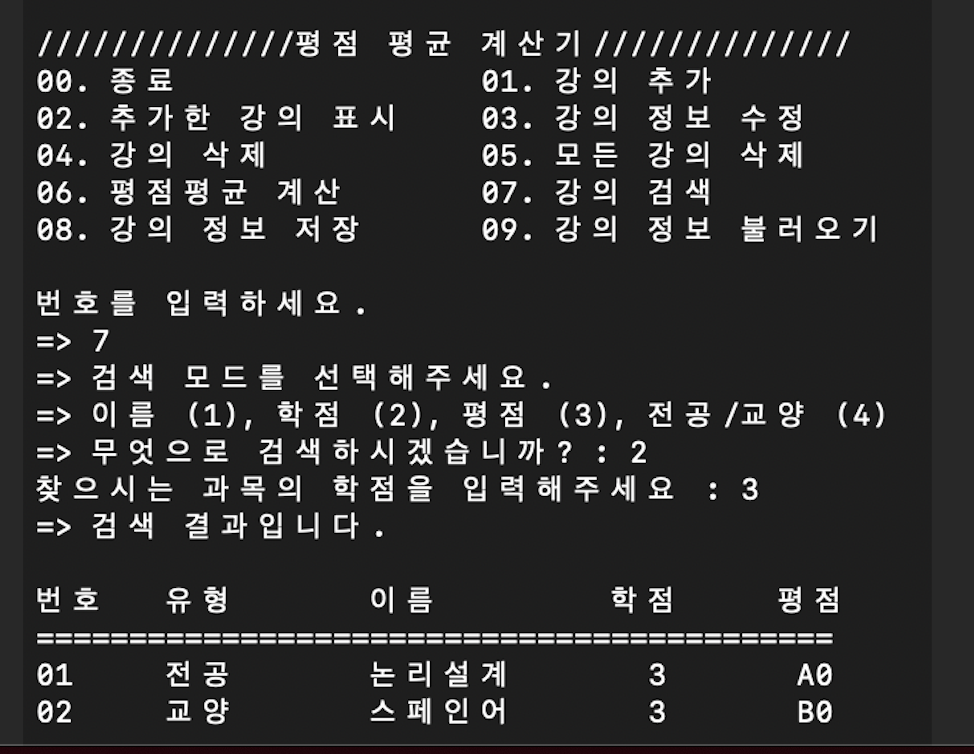 //////////////평점 평균 계산기//////////////
00. 종료 01. 강의 추가
02. 추가한 강의 표시 03. 강의 정보 수정
04. 강의 삭제 05. 모든 강의 삭제
06. 평점평균 계산 07. 강의 검색
08. 강의 정보 저장 09. 강의 정보 불러오기
번호를 입력하세요.
=> 7
=> 검색 모드를 선택해주세요.
=> 이름 (1), 학점 (2), 평점 (3), 전공/교양 (4)
=> 무엇으로 검색하시겠습니까? : 2
찾으시는 과목의 학점을 입력해주세요 : 3
=> 검색 결과입니다.
번호 유형 이름 학점 평점
===========================================
01 전공 논리설계 3 A0
02 교양 스페인어 3 B0